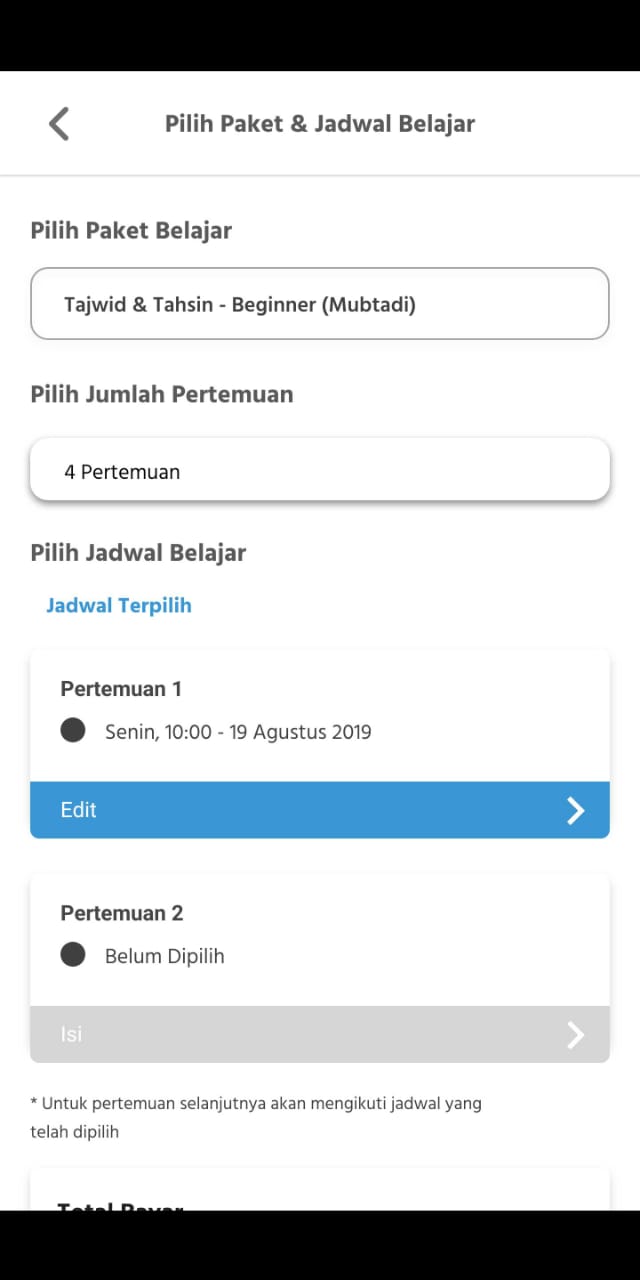 Pilih Paket & Jadwal Belajar
Pilih Paket Belajar
Tajwid & Tahsin - Beginner (Mubtadi)
Pilih Jumlah Pertemuan
4 Pertemuan
Pilih Jadwal Belajar
Jadwal Terpilih
Pertemuan 1
Senin, 10:00 - 19 Agustus 2019
Edit
Pertemuan 2
Belum Dipilih
Isi
* Untuk pertemuan selanjutnya akan mengikuti jadwal yang
telah dipilih
Total Bayar